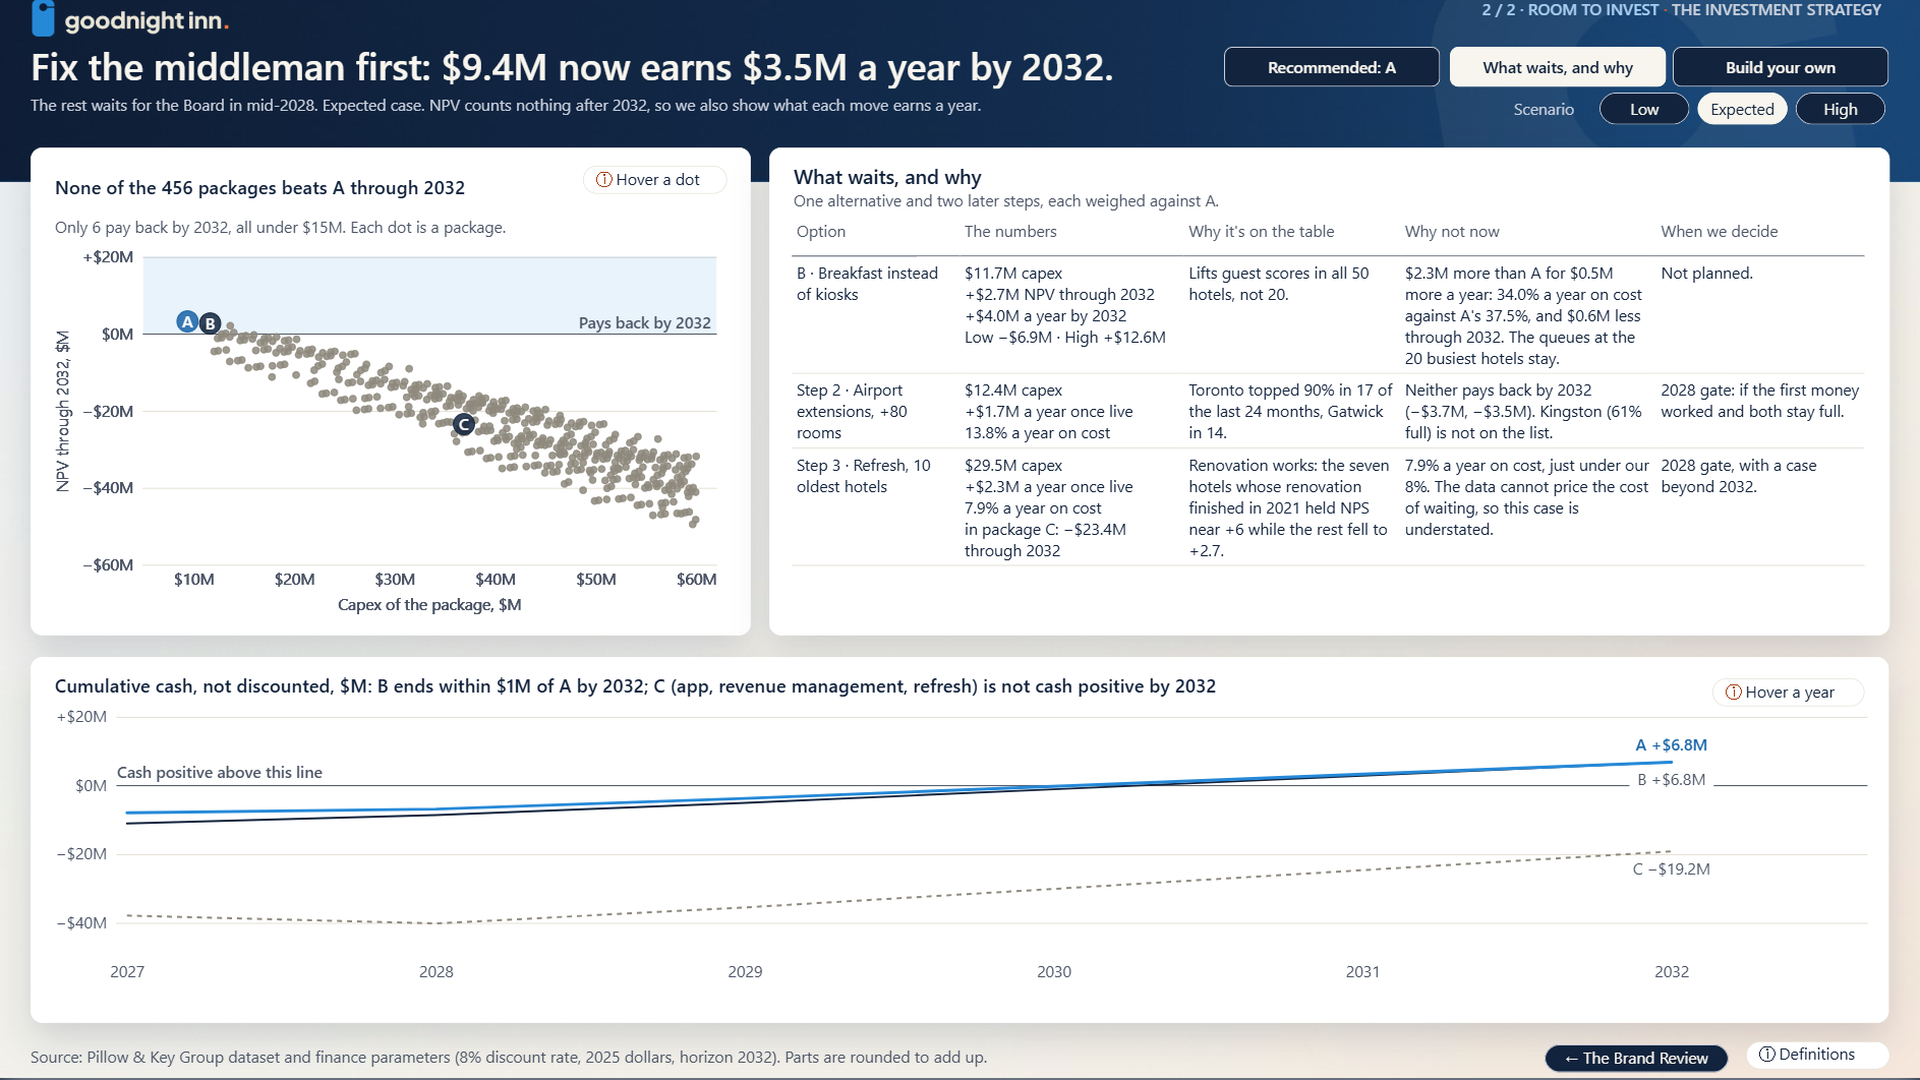 goodnight inn.
2 / 2 · ROOM TO INVEST · THE INVESTMENT STRATEGY
Fix the middleman first: $9.4M now earns $3.5M a year by 2032.
The rest waits for the Board in mid-2028. Expected case. NPV counts nothing after 2032, so we also show what each move earns a year.
Recommended: A
What waits, and why
Build your own
Scenario
Low
Expected
High
None of the 456 packages beats A through 2032
Hover a dot
Only 6 pay back by 2032, all under $15M. Each dot is a package.
+$20M
$0M
−$20M
−$40M
−$60M
NPV through 2032, $M
Pays back by 2032
A
B
C
$10M
$20M
$30M
$40M
$50M
$60M
Capex of the package, $M
What waits, and why
One alternative and two later steps, each weighed against A.
Option
The numbers
Why it's on the table
Why not now
When we decide
B · Breakfast instead
of kiosks
$11.7M capex
+$2.7M NPV through 2032
+$4.0M a year by 2032
Low −$6.9M · High +$12.6M
Lifts guest scores in all 50
hotels, not 20.
$2.3M more than A for $0.5M
more a year: 34.0% a year on cost
against A's 37.5%, and $0.6M less
through 2032. The queues at the
20 busiest hotels stay.
Not planned.
Step 2 · Airport
extensions, +80
rooms
$12.4M capex
+$1.7M a year once live
13.8% a year on cost
Toronto topped 90% in 17 of
the last 24 months, Gatwick
in 14.
Neither pays back by 2032
(−$3.7M, −$3.5M). Kingston (61%
full) is not on the list.
2028 gate: if the first money
worked and both stay full.
Step 3 · Refresh, 10
oldest hotels
$29.5M capex
+$2.3M a year once live
7.9% a year on cost
in package C: −$23.4M
through 2032
Renovation works: the seven
hotels whose renovation
finished in 2021 held NPS
near +6 while the rest fell to
+2.7.
7.9% a year on cost, just under our
8%. The data cannot price the cost
of waiting, so this case is
understated.
2028 gate, with a case
beyond 2032.
Cumulative cash, not discounted, $M: B ends within $1M of A by 2032; C (app, revenue management, refresh) is not cash positive by 2032
Hover a year
+$20M
$0M
−$20M
−$40M
Cash positive above this line
A +$6.8M
B +$6.8M
C −$19.2M
2027
2028
2029
2030
2031
2032
Source: Pillow & Key Group dataset and finance parameters (8% discount rate, 2025 dollars, horizon 2032). Parts are rounded to add up.
← The Brand Review
Definitions